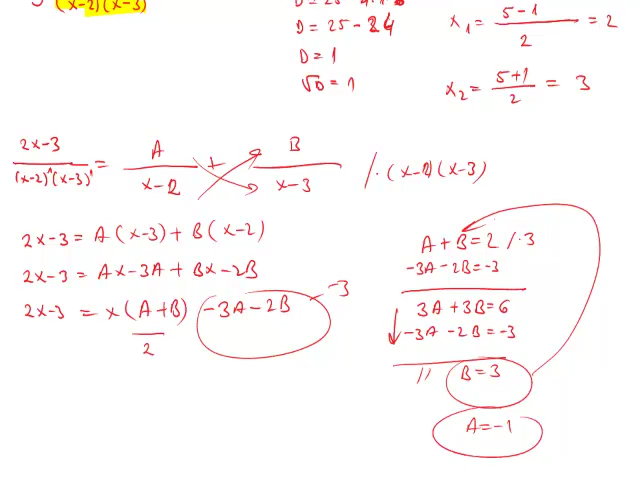 (x-2)(x-3)
D = 25 - 24
D = 1
√D = 1
x₁ = (5-1)/2 = 2
x₂ = (5+1)/2 = 3
(2x-3)/((x-2)¹(x-3)¹) = A/(x-2) + B/(x-3) /·(x-2)(x-3)
2x-3 = A(x-3) + B(x-2)
2x-3 = Ax-3A + Bx-2B
2x-3 = x(A+B) -3A-2B
2
-3
A+B=2 /·3
-3A-2B=-3
3A+3B=6
-3A-2B=-3
// B=3
A=-1